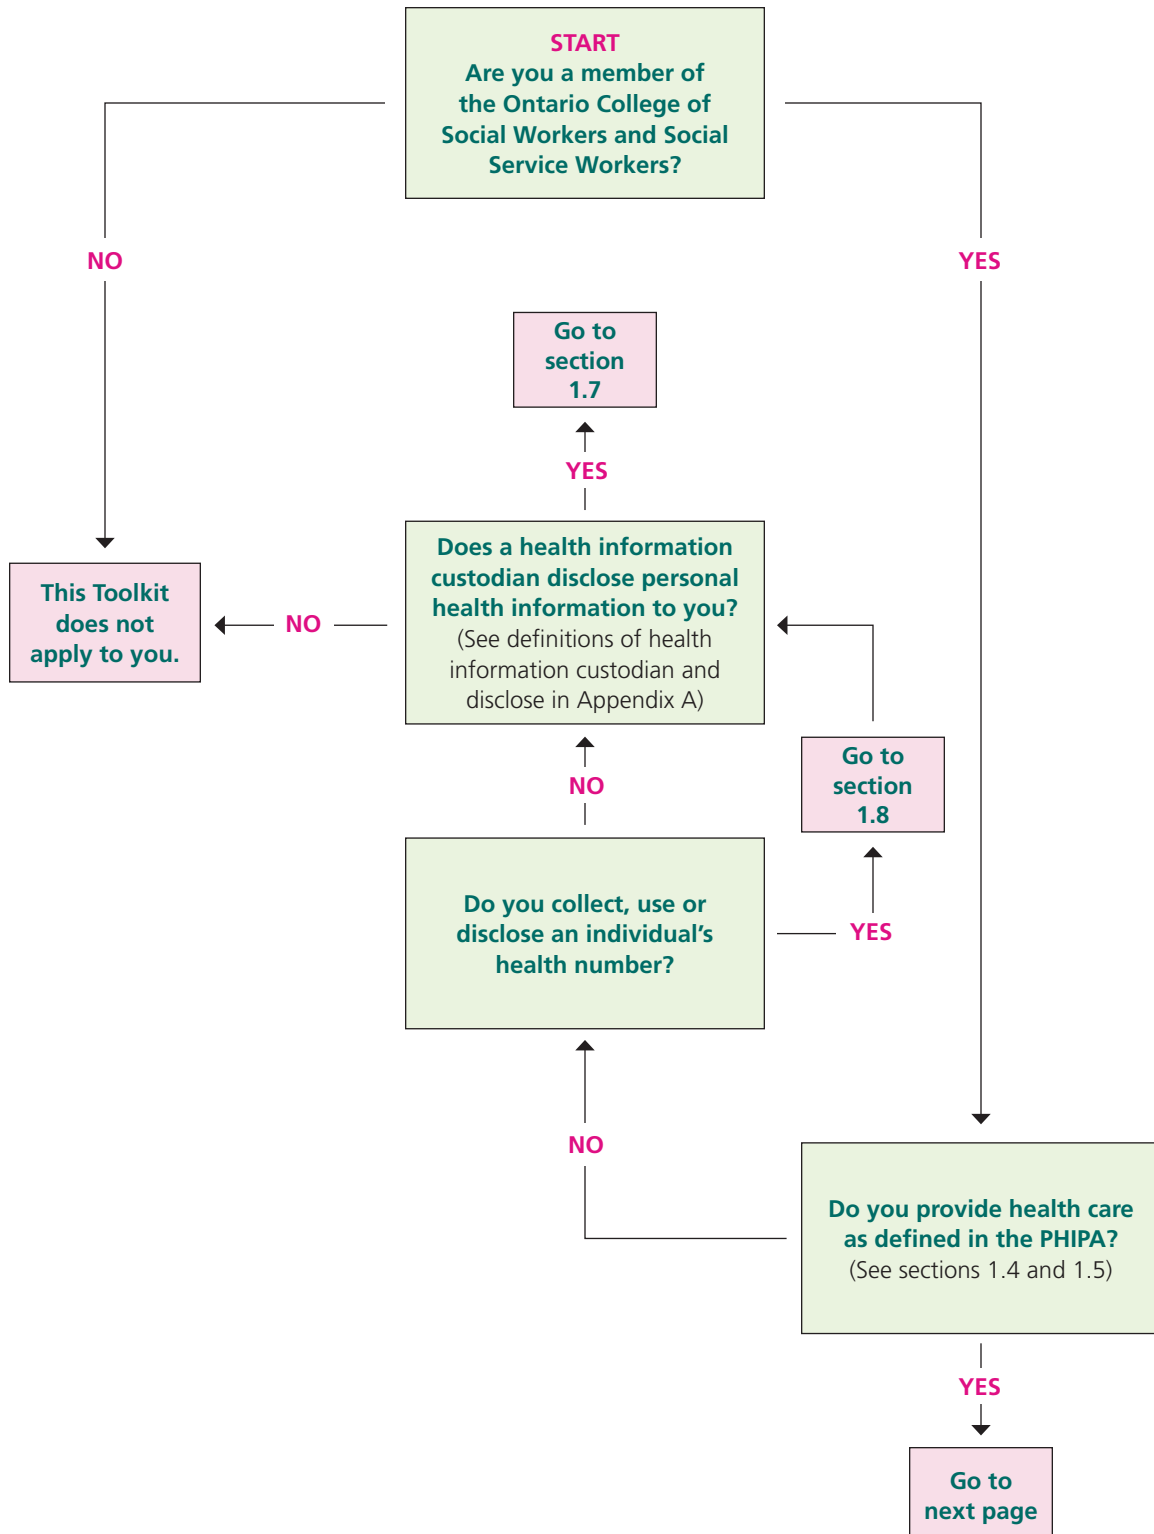 START
Are you a member of
the Ontario College of
Social Workers and Social
Service Workers?
NO
YES
Go to
section
1.7
YES
Does a health information
custodian disclose personal
health information to you?
(See definitions of health
information custodian and
disclose in Appendix A)
NO
This Toolkit
does not
apply to you.
Go to
section
1.8
NO
Do you collect, use or
disclose an individual’s
health number?
YES
NO
Do you provide health care
as defined in the PHIPA?
(See sections 1.4 and 1.5)
YES
Go to
next page